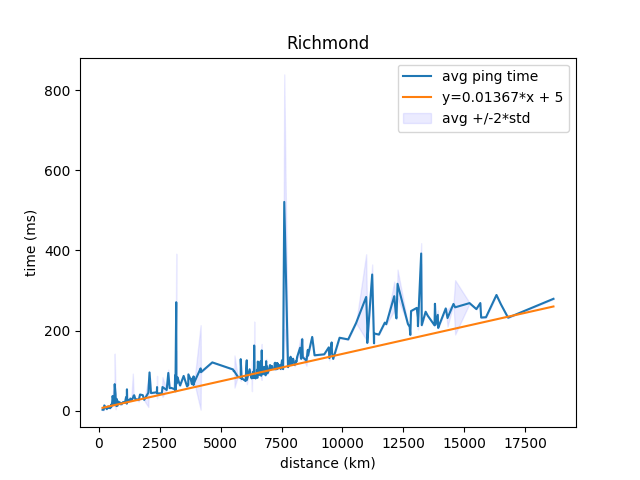 Richmond
avg ping time
y=0.01367*x + 5
avg +/-2*std
time (ms)
800
600
400
200
0
0 2500 5000 7500 10000 12500 15000 17500
distance (km)